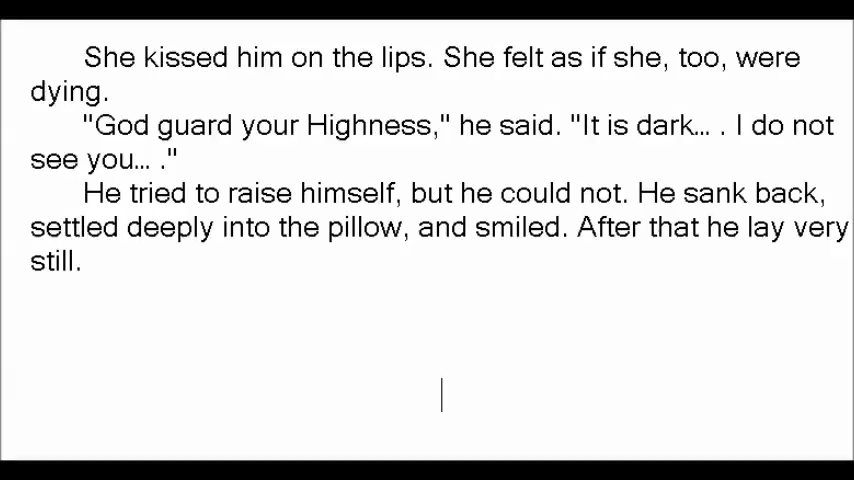 She kissed him on the lips. She felt as if she, too, were
dying.
"God guard your Highness," he said. "It is dark... . I do not
see you... ."
He tried to raise himself, but he could not. He sank back,
settled deeply into the pillow, and smiled. After that he lay very
still.